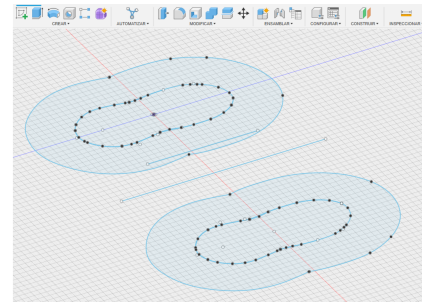 CREAR ▾ AUTOMATIZAR ▾ MODIFICAR ▾ ENSAMBLAR ▾ CONFIGURAR ▾ CONSTRUIR ▾ INSPECCIONAR